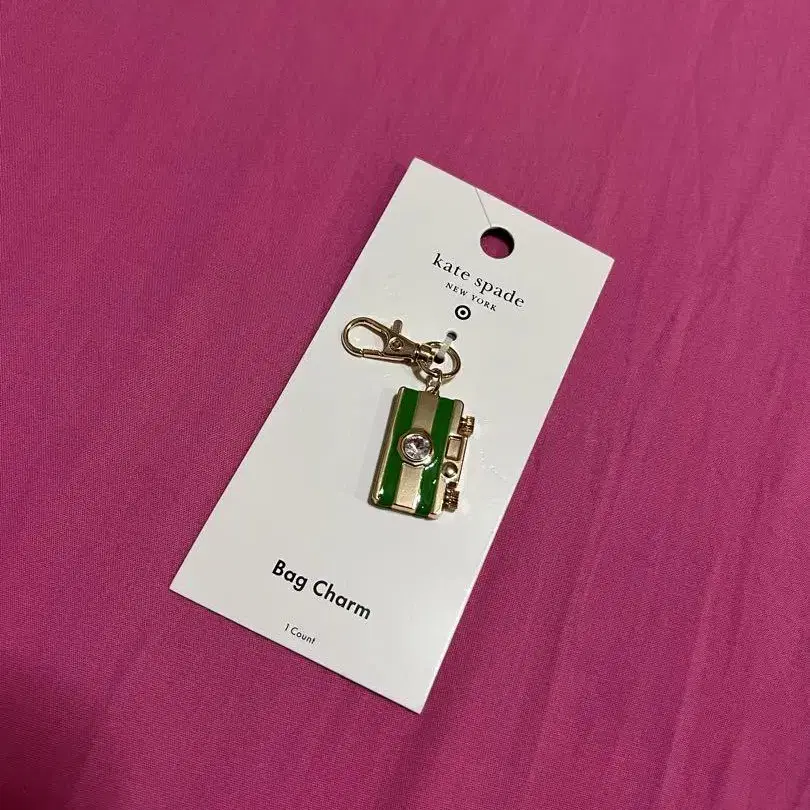 kate spade
NEW YORK
Bag Charm
1 Count